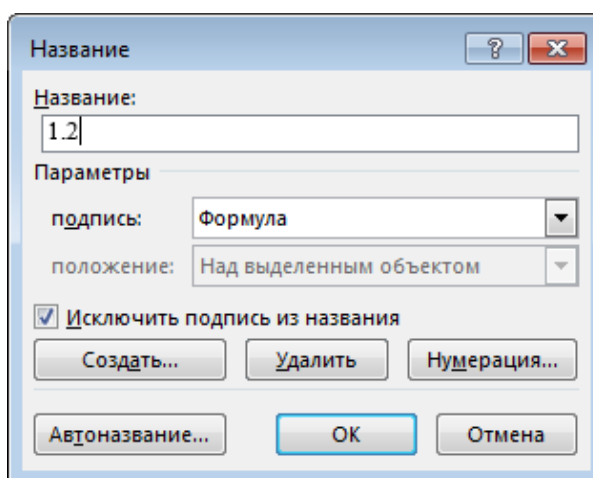 Название
Название:
1.2
Параметры
подпись: Формула
положение: Над выделенным объектом
Исключить подпись из названия
Создать... Удалить Нумерация...
Автоназвание... ОК Отмена